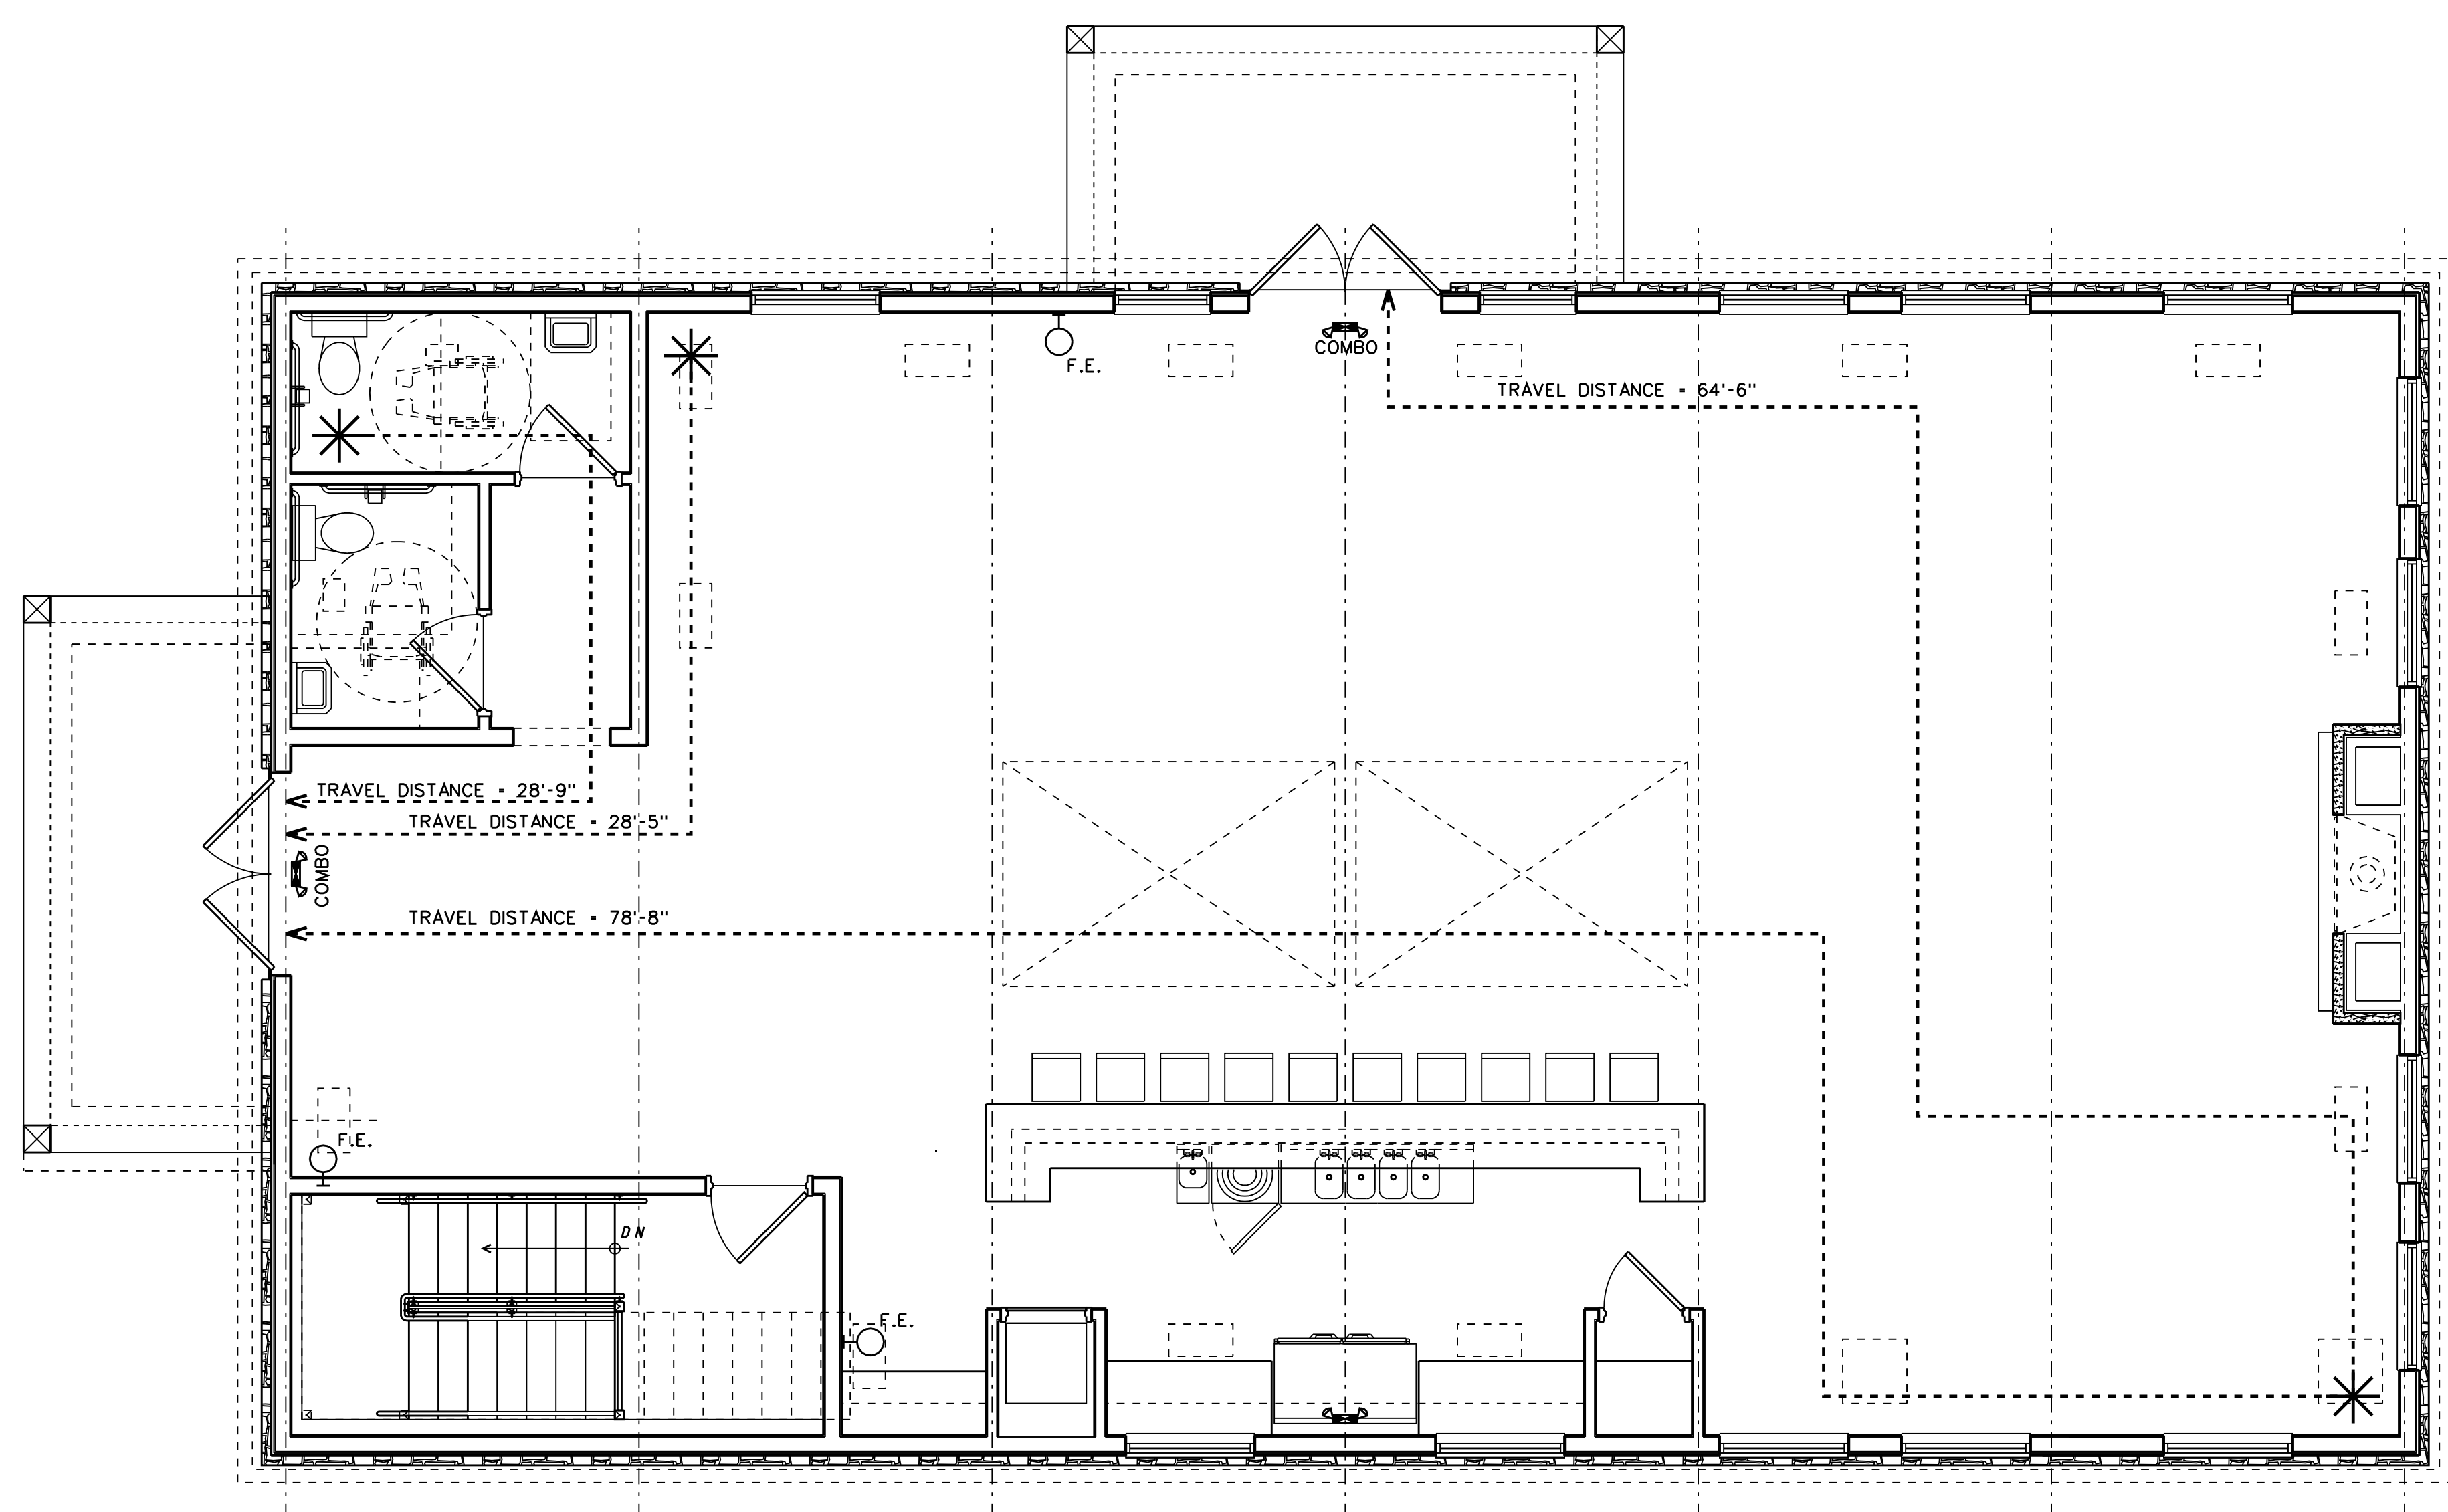 COMBO
F.E.
TRAVEL DISTANCE = 64'-6"
TRAVEL DISTANCE = 28'-9"
TRAVEL DISTANCE = 28'-5"
COMBO
TRAVEL DISTANCE = 78'-8"
F.E.
DN
F.E.